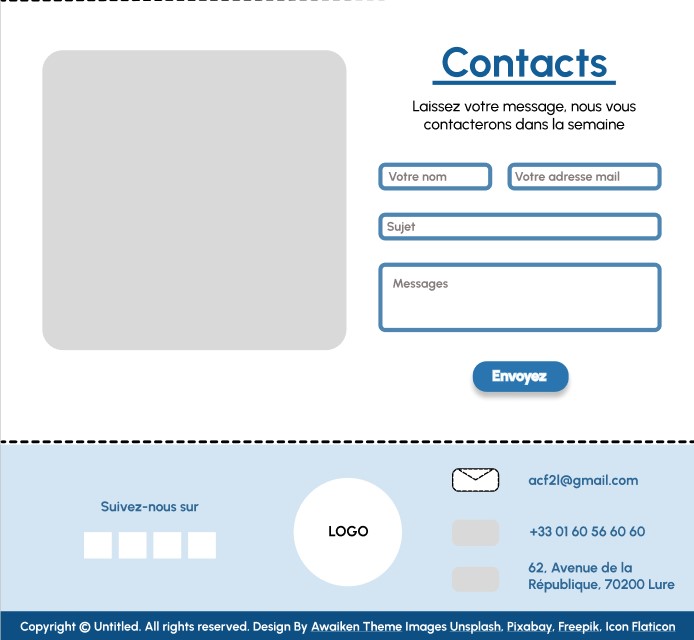 Contacts
Laissez votre message, nous vous
contacterons dans la semaine
Votre nom
Votre adresse mail
Sujet
Messages
Envoyez
Suivez-nous sur
LOGO
acf2l@gmail.com
+33 01 60 56 60 60
62, Avenue de la
République, 70200 Lure
Copyright © Untitled. All rights reserved. Design By Awaiken Theme Images Unsplash, Pixabay, Freepik, Icon Flaticon